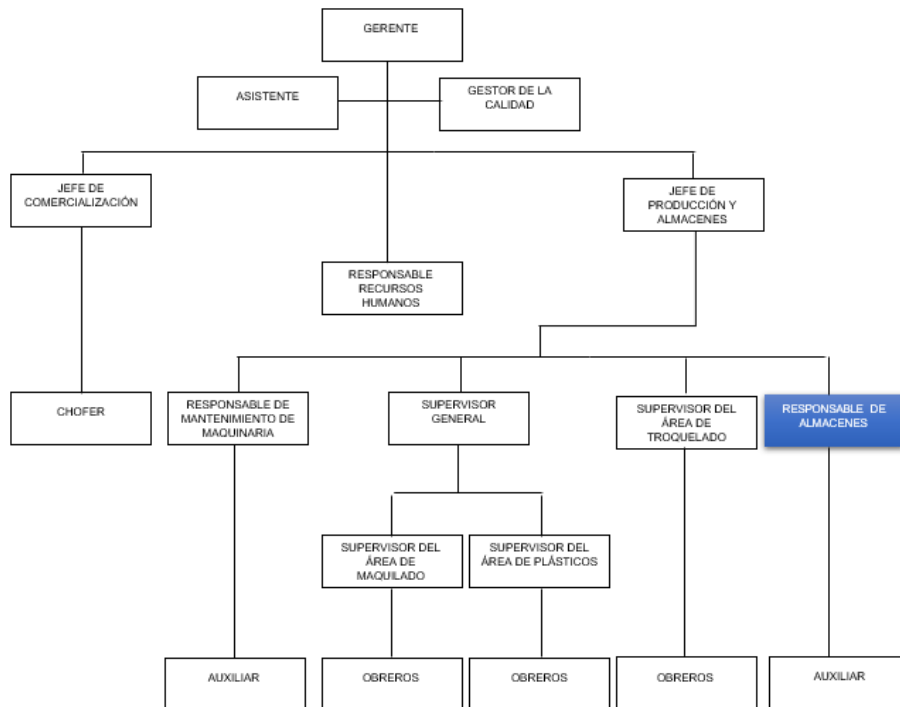 GERENTE
ASISTENTE
GESTOR DE LA
CALIDAD
JEFE DE
COMERCIALIZACIÓN
JEFE DE
PRODUCCIÓN Y
ALMACENES
RESPONSABLE
RECURSOS
HUMANOS
CHOFER
RESPONSABLE DE
MANTENIMIENTO DE
MAQUINARIA
SUPERVISOR
GENERAL
SUPERVISOR DEL
ÁREA DE
TROQUELADO
RESPONSABLE DE
ALMACENES
SUPERVISOR DEL
ÁREA DE
MAQUILADO
SUPERVISOR DEL
ÁREA DE PLÁSTICOS
AUXILIAR
OBREROS
OBREROS
OBREROS
AUXILIAR